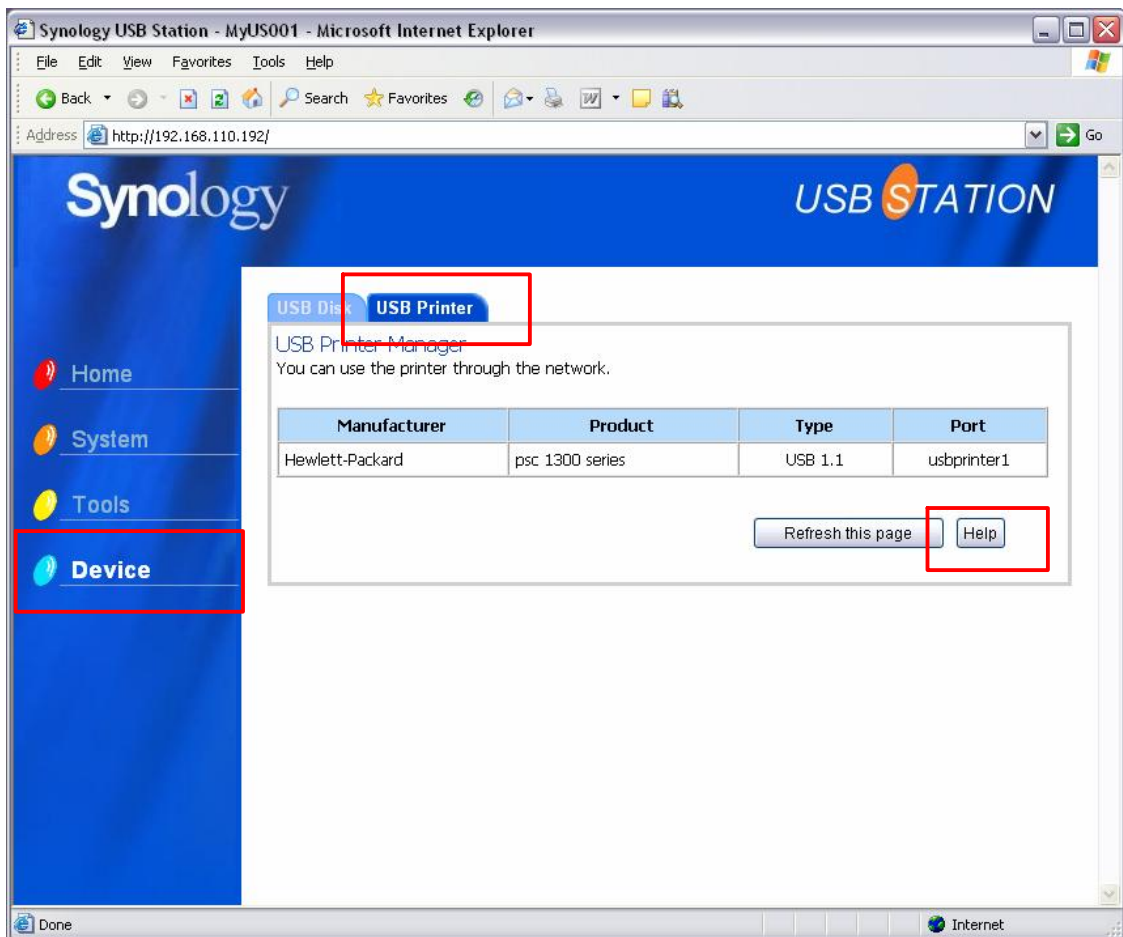 Synology USB Station - MyUS001 - Microsoft Internet Explorer
File Edit View Favorites Tools Help
Back Search Favorites
Address http://192.168.110.192/ Go
Synology USB STATION
USB Disk USB Printer
USB Printer Manager
You can use the printer through the network.
Manufacturer Product Type Port
Hewlett-Packard psc 1300 series USB 1.1 usbprinter1
Refresh this page Help
Home
System
Tools
Device
Done Internet